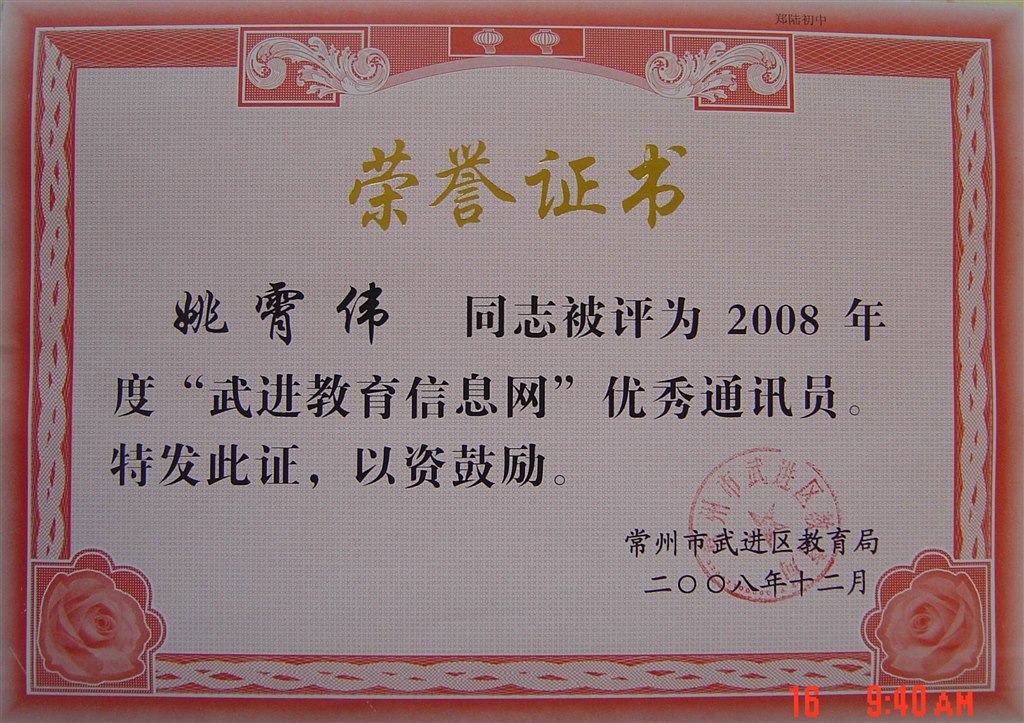 郑陆初中
荣誉证书
姚霄伟 同志被评为 2008 年
度“武进教育信息网”优秀通讯员。
特发此证，以资鼓励。
常州市武进区教育局
二〇〇八年十二月
16 9:40 AM